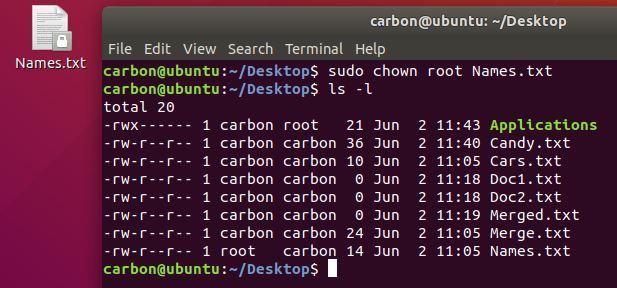 Names.txt
carbon@ubuntu: ~/Desktop
File Edit View Search Terminal Help
carbon@ubuntu:~/Desktop$ sudo chown root Names.txt
carbon@ubuntu:~/Desktop$ ls -l
total 20
-rwx------ 1 carbon root   21 Jun  2 11:43 Applications
-rw-r--r-- 1 carbon carbon 36 Jun  2 11:40 Candy.txt
-rw-r--r-- 1 carbon carbon 10 Jun  2 11:05 Cars.txt
-rw-r--r-- 1 carbon carbon  0 Jun  2 11:18 Doc1.txt
-rw-r--r-- 1 carbon carbon  0 Jun  2 11:18 Doc2.txt
-rw-r--r-- 1 carbon carbon  0 Jun  2 11:19 Merged.txt
-rw-r--r-- 1 carbon carbon 24 Jun  2 11:05 Merge.txt
-rw-r--r-- 1 root   carbon 14 Jun  2 11:05 Names.txt
carbon@ubuntu:~/Desktop$